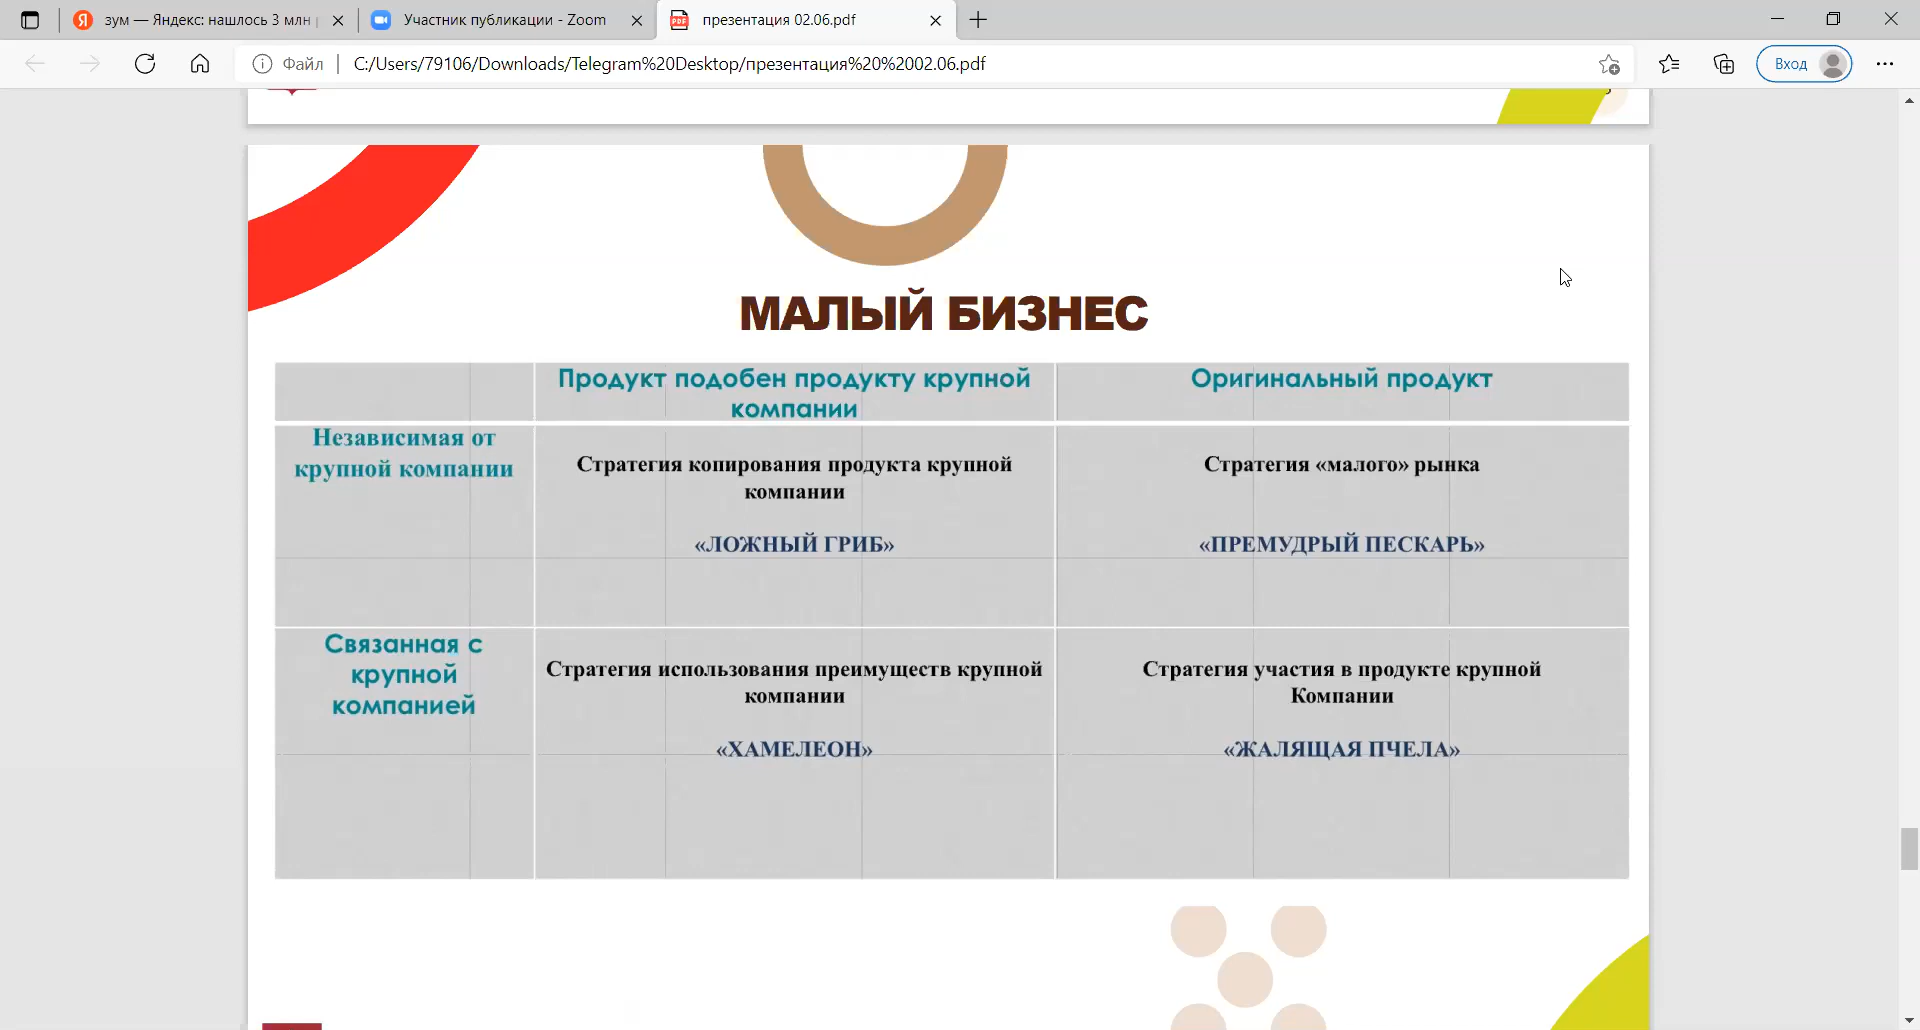 зум — Яндекс: нашлось 3 млн
Участник публикации - Zoom
PDF
презентация 02.06.pdf
Файл
C:/Users/79106/Downloads/Telegram%20Desktop/презентация%20%2002.06.pdf
Вход
МАЛЫЙ БИЗНЕС
Продукт подобен продукту крупной
компании
Оригинальный продукт
Независимая от
крупной компании
Стратегия копирования продукта крупной
компании
«ЛОЖНЫЙ ГРИБ»
Стратегия «малого» рынка
«ПРЕМУДРЫЙ ПЕСКАРЬ»
Связанная с
крупной
компанией
Стратегия использования преимуществ крупной
компании
«ХАМЕЛЕОН»
Стратегия участия в продукте крупной
Компании
«ЖАЛЯЩАЯ ПЧЕЛА»